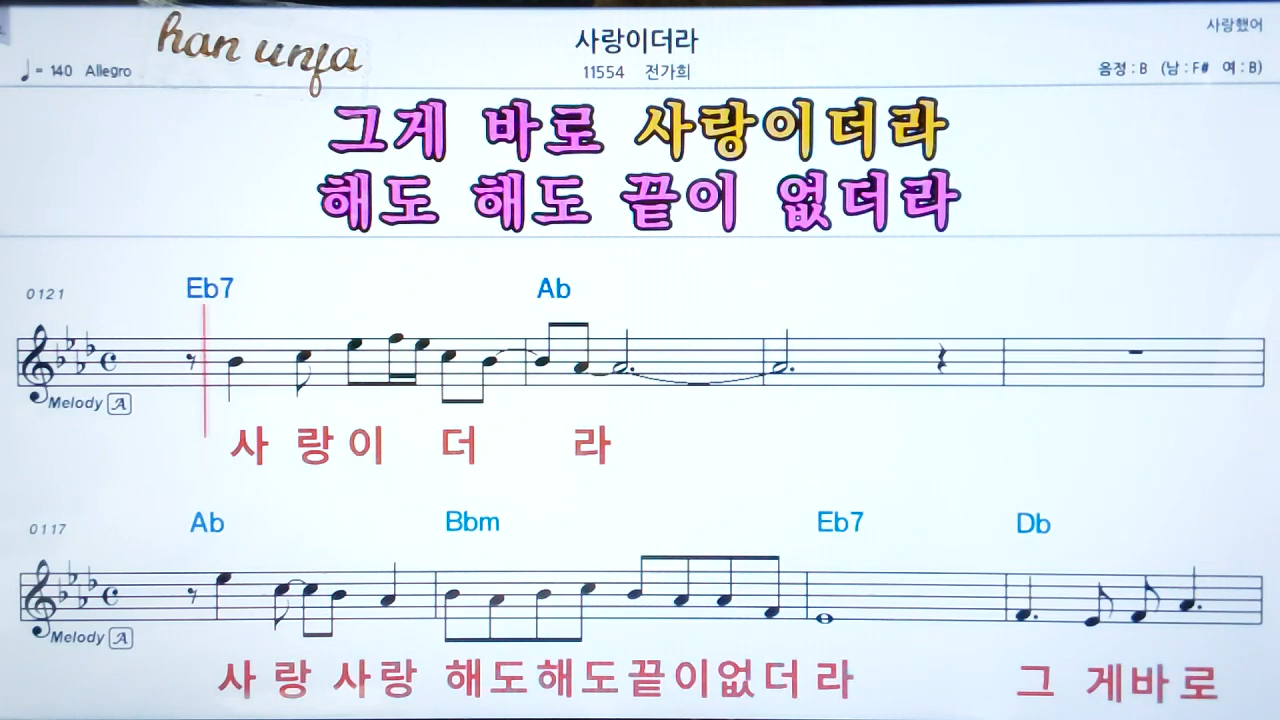 han unja
사랑이더라
사랑했어
♩= 140 Allegro
11554 전가희
음정 : B (남 : F# 여 : B)
그게 바로 사랑이더라
해도 해도 끝이 없더라
0121
Eb7 Ab
Melody A
사 랑 이 더 라
0117
Ab Bbm Eb7 Db
Melody A
사 랑 사랑 해도해도끝이없더 라 그 게바로